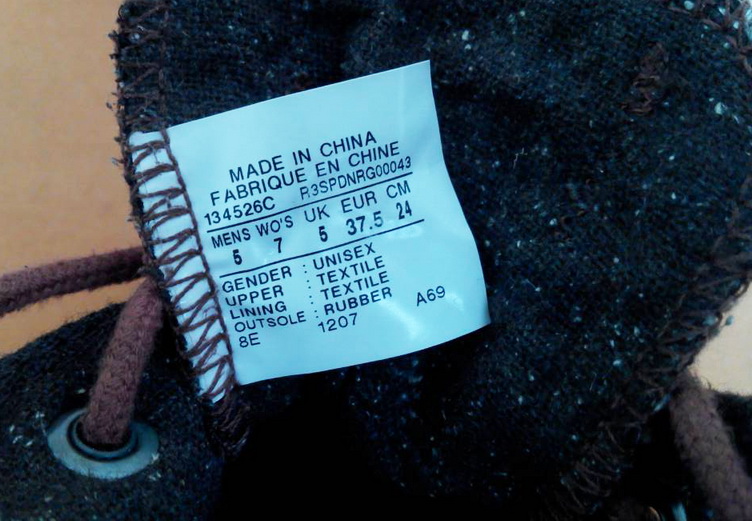 MADE IN CHINA
FABRIQUE EN CHINE
134526C R3SPDNRG00043
MENS WO'S UK EUR CM
5 7 5 37.5 24
GENDER : UNISEX
UPPER : TEXTILE
LINING : TEXTILE
OUTSOLE : RUBBER
8E 1207 A69